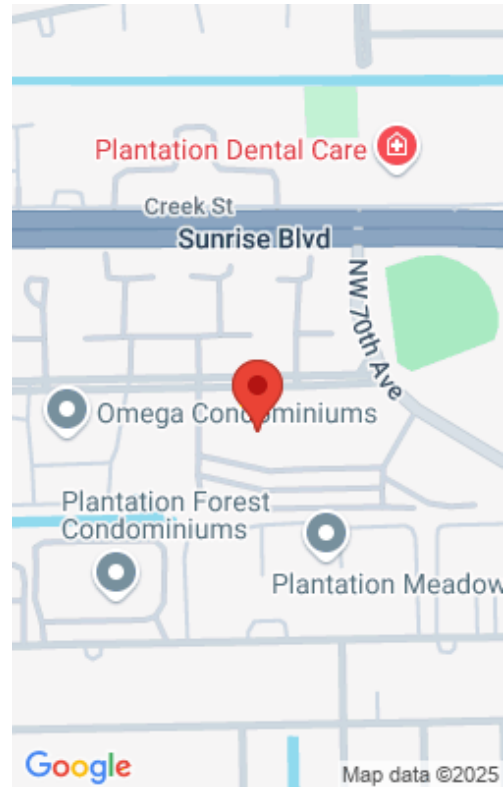 Plantation Dental Care
Creek St
Sunrise Blvd
NW 70th Ave
Omega Condominiums
Plantation Forest
Condominiums
Plantation Meadow
Google
Map data ©2025